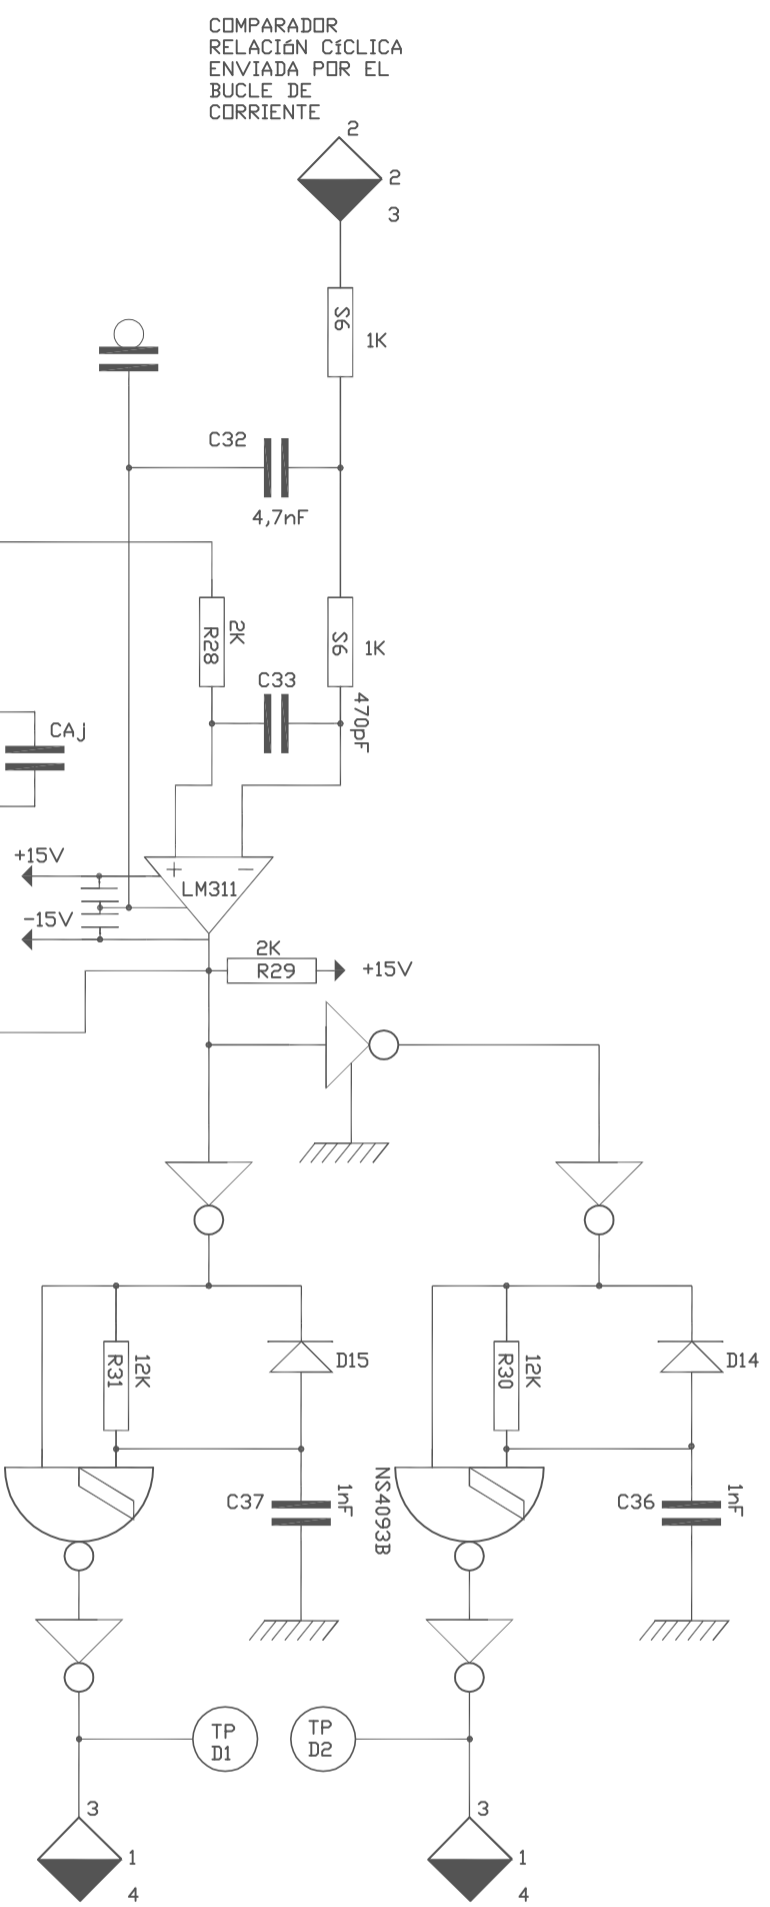 COMPARADOR
RELACIóN CíCLICA
ENVIADA POR EL
BUCLE DE
CORRIENTE
2
2
3
S6
1K
C32
4,7nF
R28
2K
S6
1K
C33
470pF
CAj
+15V
+ −
LM311
-15V
2K
R29
+15V
R31
12K
D15
R30
12K
D14
C37
1nF
NS4093B
C36
1nF
TP
D1
TP
D2
3
1
4
3
1
4